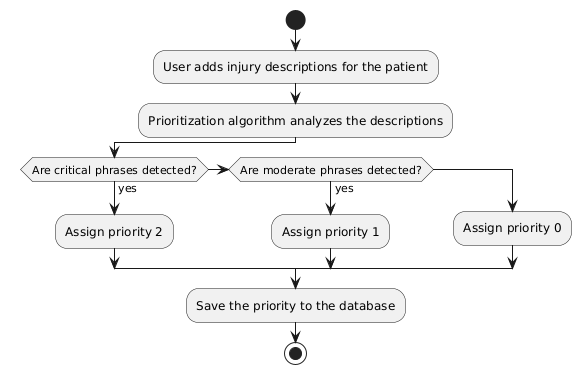 User adds injury descriptions for the patient
Prioritization algorithm analyzes the descriptions
Are critical phrases detected?
Are moderate phrases detected?
yes
yes
Assign priority 2
Assign priority 1
Assign priority 0
Save the priority to the database